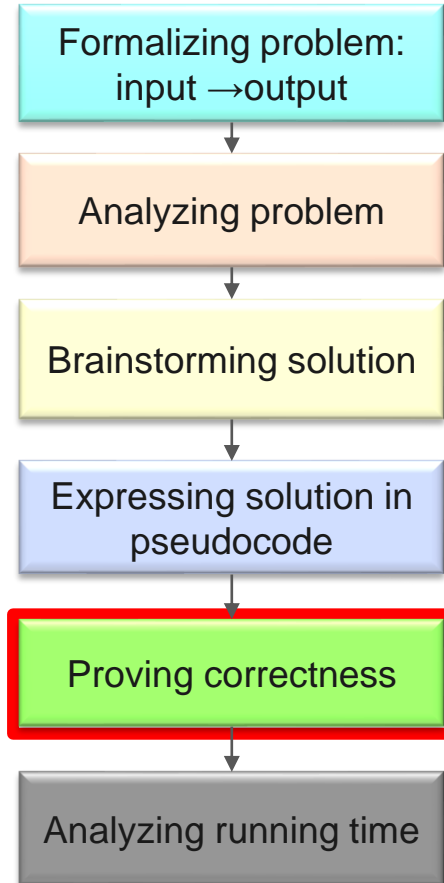 Formalizing problem:
input →output
Analyzing problem
Brainstorming solution
Expressing solution in
pseudocode
Proving correctness
Analyzing running time